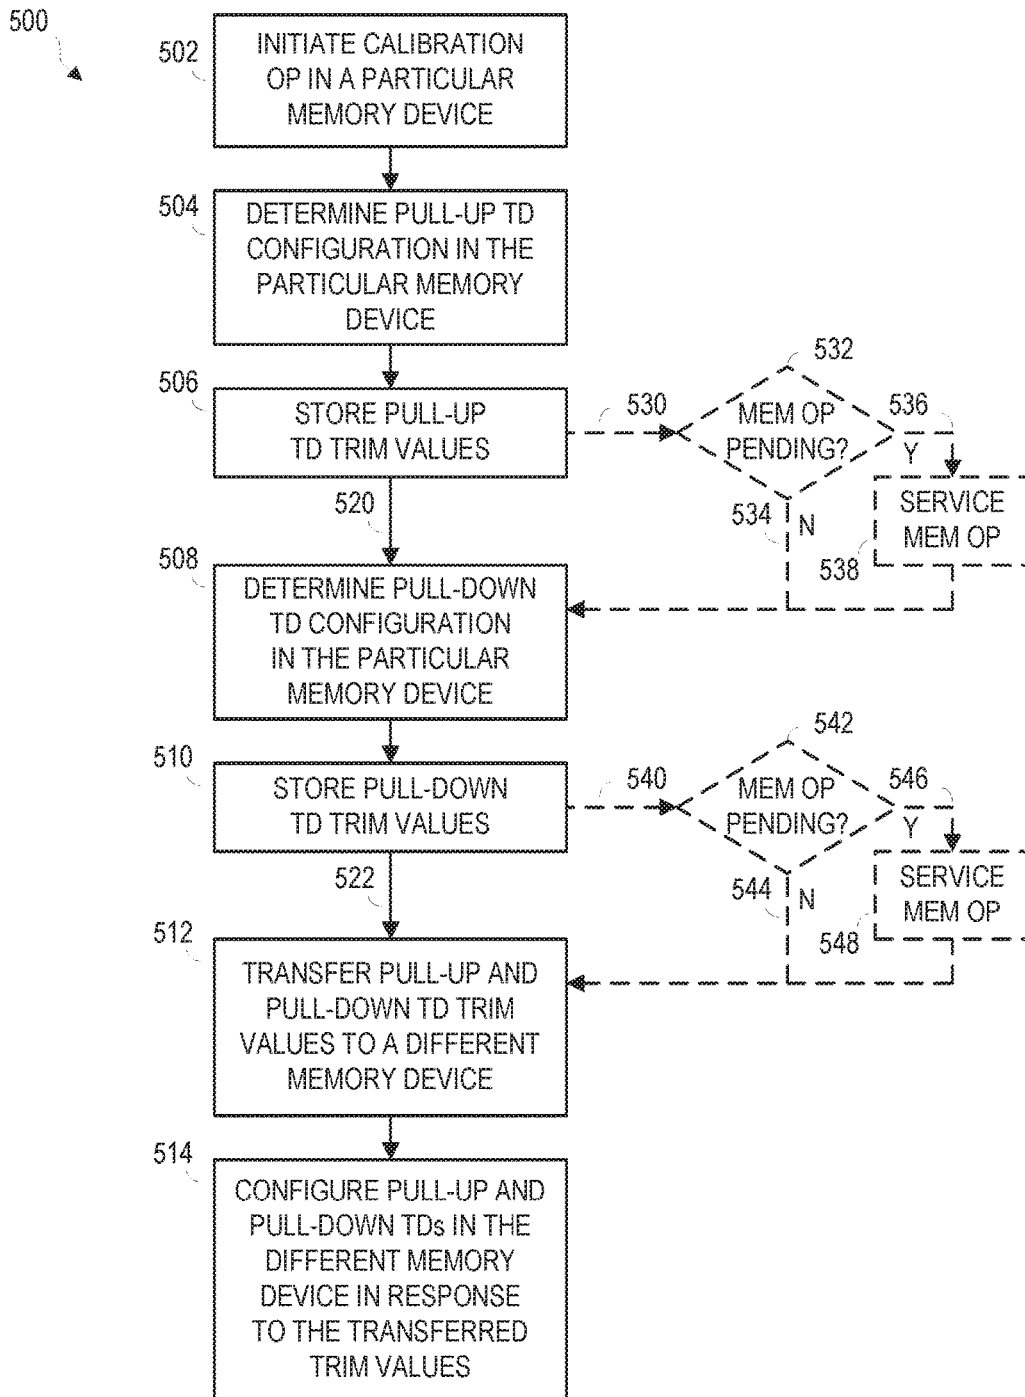 500
502
INITIATE CALIBRATION
OP IN A PARTICULAR
MEMORY DEVICE
504
DETERMINE PULL-UP TD
CONFIGURATION IN THE
PARTICULAR MEMORY
DEVICE
506
STORE PULL-UP
TD TRIM VALUES
530
532
MEM OP
PENDING?
536
Y
534
N
SERVICE
MEM OP
538
520
508
DETERMINE PULL-DOWN
TD CONFIGURATION
IN THE PARTICULAR
MEMORY DEVICE
510
STORE PULL-DOWN
TD TRIM VALUES
540
542
MEM OP
PENDING?
546
Y
544
N
SERVICE
MEM OP
548
522
512
TRANSFER PULL-UP AND
PULL-DOWN TD TRIM
VALUES TO A DIFFERENT
MEMORY DEVICE
514
CONFIGURE PULL-UP AND
PULL-DOWN TDs IN THE
DIFFERENT MEMORY
DEVICE IN RESPONSE
TO THE TRANSFERRED
TRIM VALUES